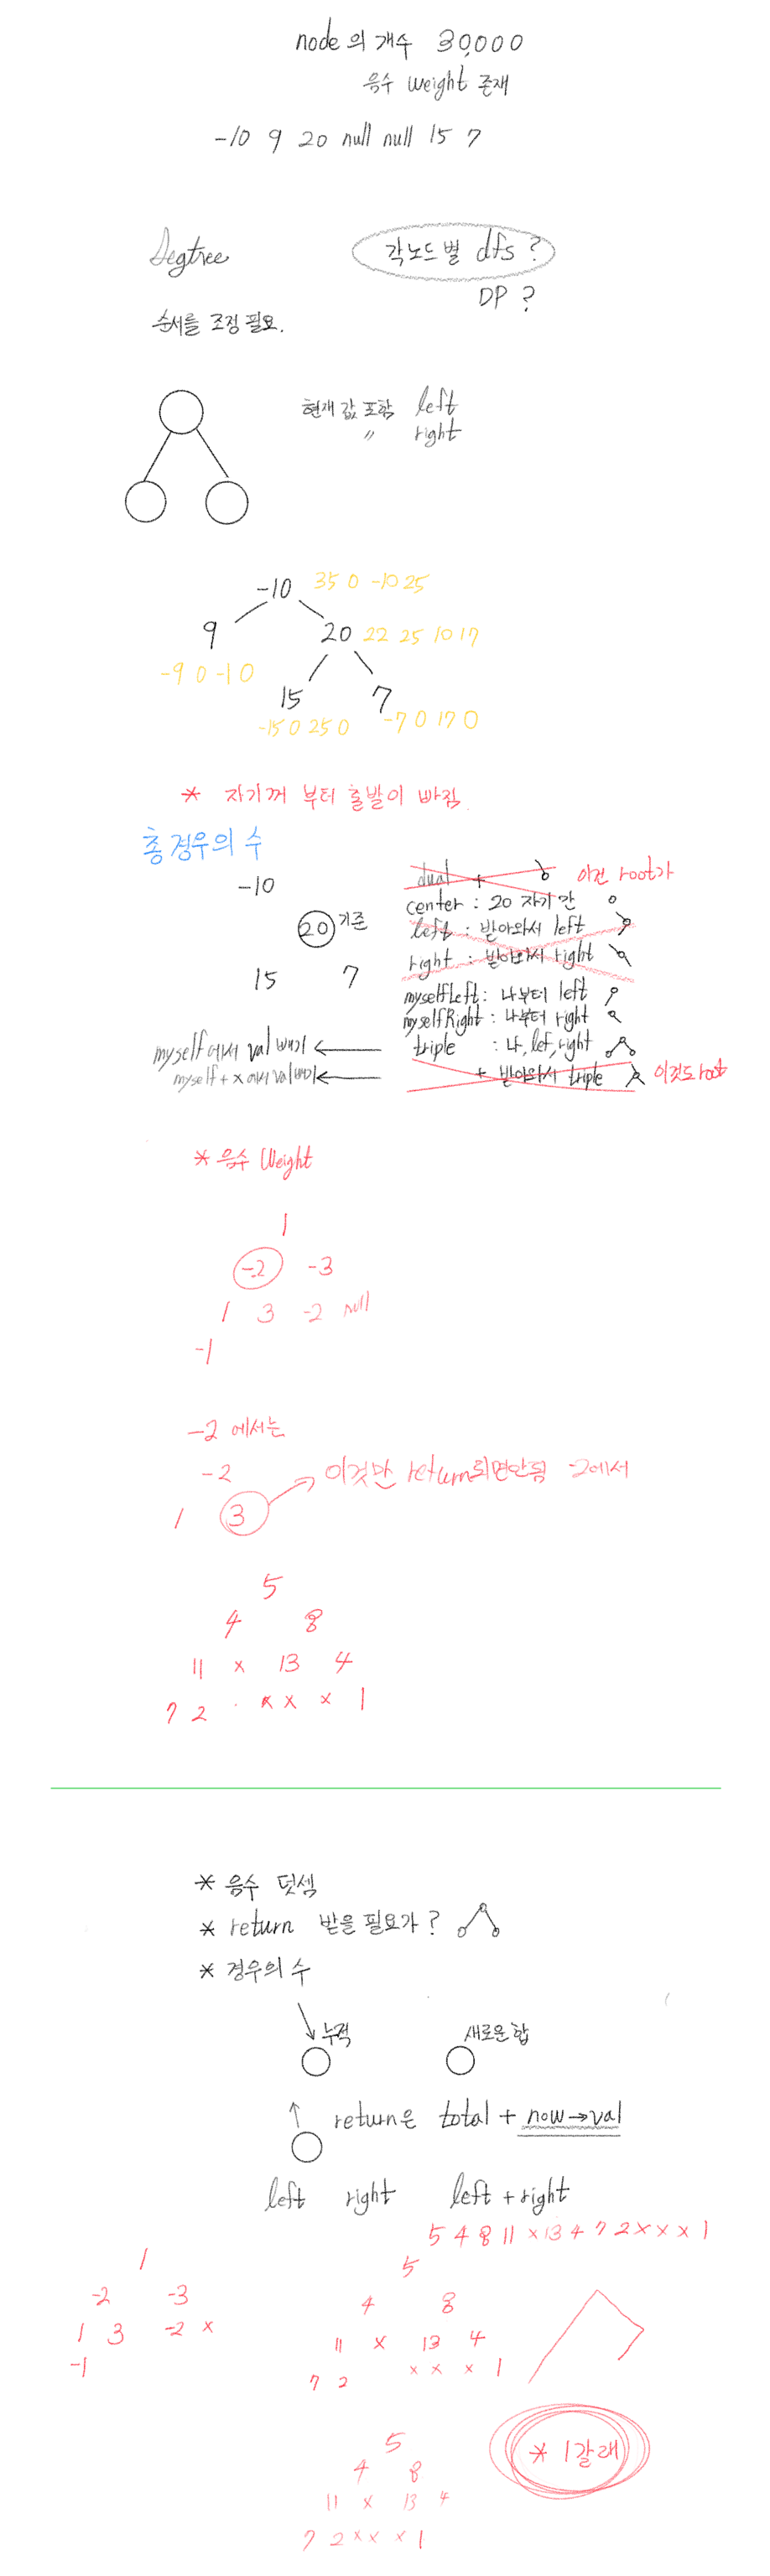 node의 개수 30,000
음수 weight 존재
-10 9 20 null null 15 7
Segtree
각노드별 dfs ?
DP ?
순서를 조정 필요.
현재 값 포함 left
〃 right
-10 35 0 -10 25
9 20 22 25 10 17
-9 0 -10
15 7
-15 0 25 0 -7 0 17 0
* 자기꺼 부터 출발이 빠짐
총 경우의 수
dual + 이건 root가
-10
center : 20 자기만
20 기준
left : 받아와서 left
right : 받아와서 right
15 7
myselfLeft : 나부터 left
myselfRight : 나부터 right
myself에서 val 빼기 ← triple : 나, lef, right
myself + x에서 val빼기 ← + 받아와서 triple 이것도 root
* 음수 Weight
1
-2 -3
1 3 -2 null
-1
-2 에서는
-2 이것만 return되면안됨 -2에서
1 3
5
4 8
11 x 13 4
7 2 x x x 1
* 음수 덧셈
* return 받을 필요가 ?
* 경우의 수
누적 새로운 합
return은 total + now→val
left right left + right
5 4 8 11 x 13 4 7 2 x x x 1
1
-2 -3
1 3 -2 x
-1
5
4 8
11 x 13 4
7 2 x x x 1
* 1갈래
5
4 8
11 x 13 4
7 2 x x x 1